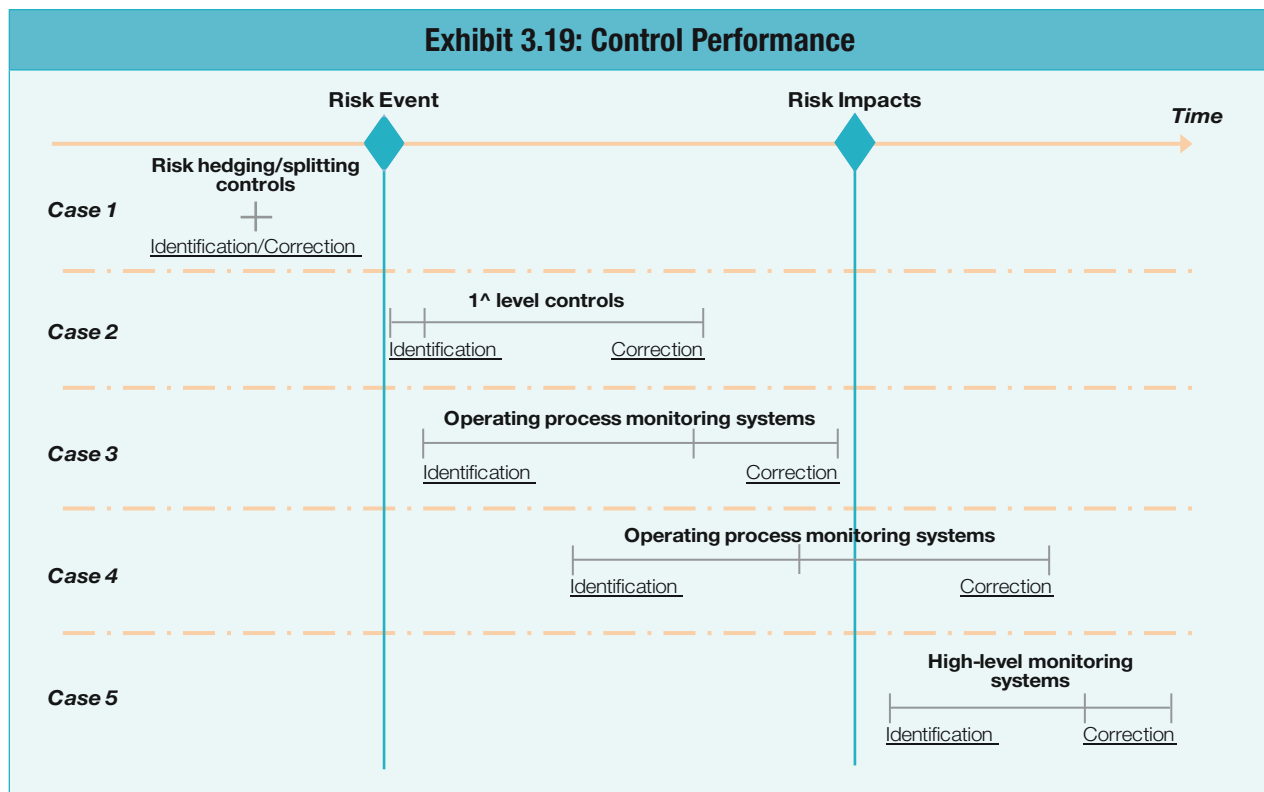 Exhibit 3.19: Control Performance
Risk Event
Risk Impacts
Time
Risk hedging/splitting
controls
Case 1
Identification/Correction
1^ level controls
Case 2
Identification
Correction
Operating process monitoring systems
Case 3
Identification
Correction
Operating process monitoring systems
Case 4
Identification
Correction
High-level monitoring
systems
Case 5
Identification
Correction